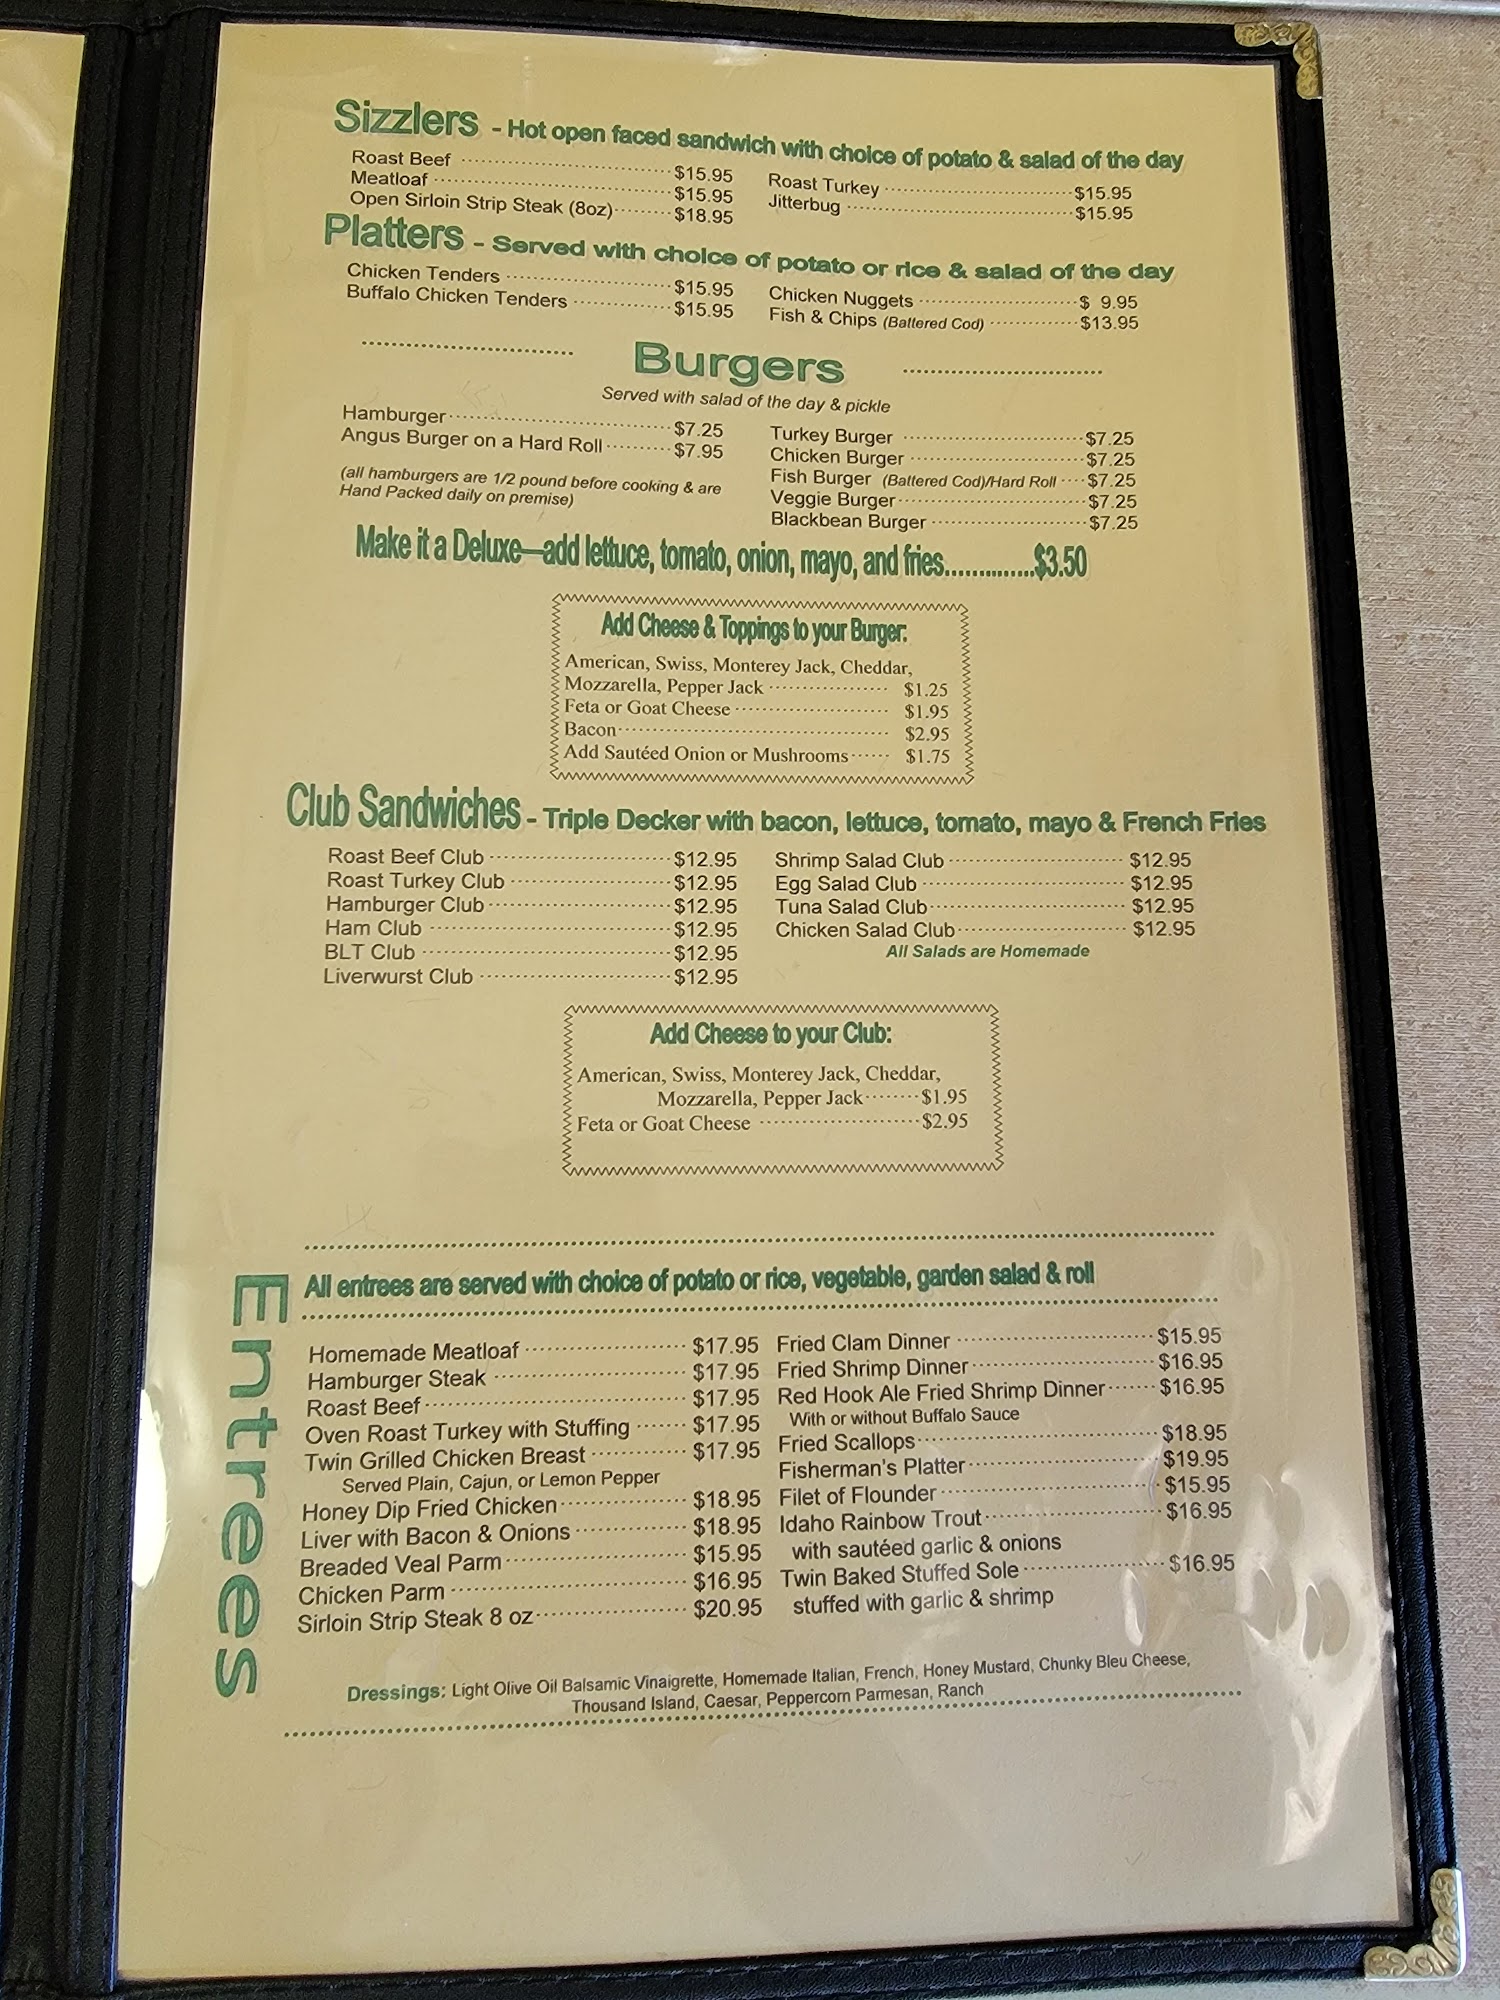 Sizzlers - Hot open faced sandwich with choice of potato & salad of the day
Roast Beef $15.95
Meatloaf $15.95
Open Sirloin Strip Steak (8oz) $18.95
Roast Turkey $15.95
Jitterbug $15.95
Platters - Served with choice of potato or rice & salad of the day
Chicken Tenders $15.95
Buffalo Chicken Tenders $15.95
Chicken Nuggets $ 9.95
Fish & Chips (Battered Cod) $13.95
Burgers
Served with salad of the day & pickle
Hamburger $7.25
Angus Burger on a Hard Roll $7.95
(all hamburgers are 1/2 pound before cooking & are
Hand Packed daily on premise)
Turkey Burger $7.25
Chicken Burger $7.25
Fish Burger (Battered Cod)/Hard Roll $7.25
Veggie Burger $7.25
Blackbean Burger $7.25
Make it a Deluxe—add lettuce, tomato, onion, mayo, and fries..............$3.50
Add Cheese & Toppings to your Burger:
American, Swiss, Monterey Jack, Cheddar,
Mozzarella, Pepper Jack $1.25
Feta or Goat Cheese $1.95
Bacon $2.95
Add Sautéed Onion or Mushrooms $1.75
Club Sandwiches - Triple Decker with bacon, lettuce, tomato, mayo & French Fries
Roast Beef Club $12.95
Roast Turkey Club $12.95
Hamburger Club $12.95
Ham Club $12.95
BLT Club $12.95
Liverwurst Club $12.95
Shrimp Salad Club $12.95
Egg Salad Club $12.95
Tuna Salad Club $12.95
Chicken Salad Club $12.95
All Salads are Homemade
Add Cheese to your Club:
American, Swiss, Monterey Jack, Cheddar,
Mozzarella, Pepper Jack $1.95
Feta or Goat Cheese $2.95
Entrees
All entrees are served with choice of potato or rice, vegetable, garden salad & roll
Homemade Meatloaf $17.95
Hamburger Steak $17.95
Roast Beef $17.95
Oven Roast Turkey with Stuffing $17.95
Twin Grilled Chicken Breast $17.95
Served Plain, Cajun, or Lemon Pepper
Honey Dip Fried Chicken $18.95
Liver with Bacon & Onions $18.95
Breaded Veal Parm $15.95
Chicken Parm $16.95
Sirloin Strip Steak 8 oz $20.95
Fried Clam Dinner $15.95
Fried Shrimp Dinner $16.95
Red Hook Ale Fried Shrimp Dinner $16.95
With or without Buffalo Sauce
Fried Scallops $18.95
Fisherman's Platter $19.95
Filet of Flounder $15.95
Idaho Rainbow Trout $16.95
with sautéed garlic & onions
Twin Baked Stuffed Sole $16.95
stuffed with garlic & shrimp
Dressings: Light Olive Oil Balsamic Vinaigrette, Homemade Italian, French, Honey Mustard, Chunky Bleu Cheese,
Thousand Island, Caesar, Peppercorn Parmesan, Ranch